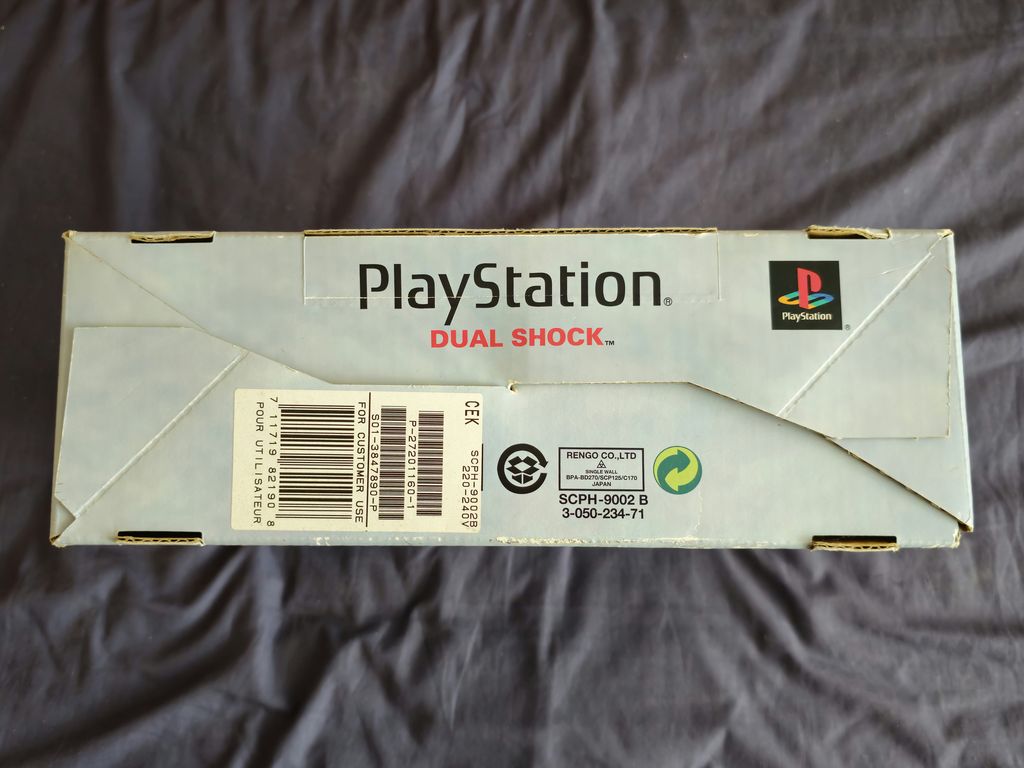 PlayStation®
DUAL SHOCK™
PlayStation
®
CEK
SCPH-9002B
220-240V
P-27201160-1
S01-3847890-P
FOR CUSTOMER USE
7 11719 82190 8
POUR UTILISATEUR
RENGO CO.,LTD
SINGLE WALL
BPA-BD270/SCP125/C170
JAPAN
SCPH-9002 B
3-050-234-71